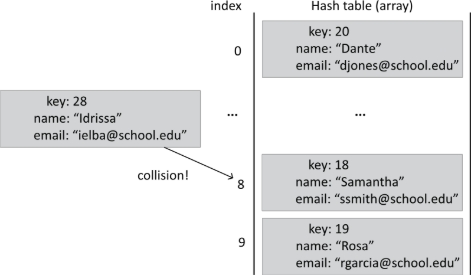 index
Hash table (array)
0
key: 20
name: “Dante”
email: “djones@school.edu”
key: 28
name: “Idrissa”
email: “ielba@school.edu”
...
...
collision!
8
key: 18
name: “Samantha”
email: “ssmith@school.edu”
9
key: 19
name: “Rosa”
email: “rgarcia@school.edu”